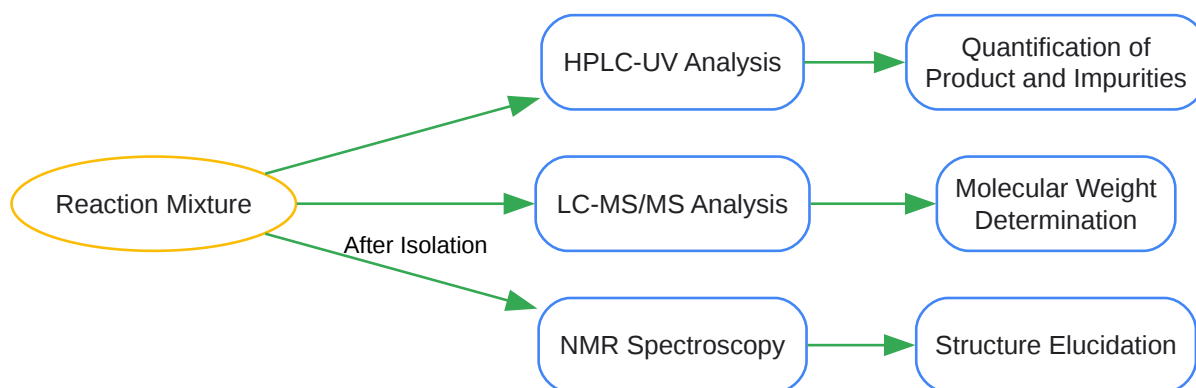 HPLC-UV Analysis
Quantification of
Product and Impurities
Reaction Mixture
LC-MS/MS Analysis
Molecular Weight
Determination
After Isolation
NMR Spectroscopy
Structure Elucidation